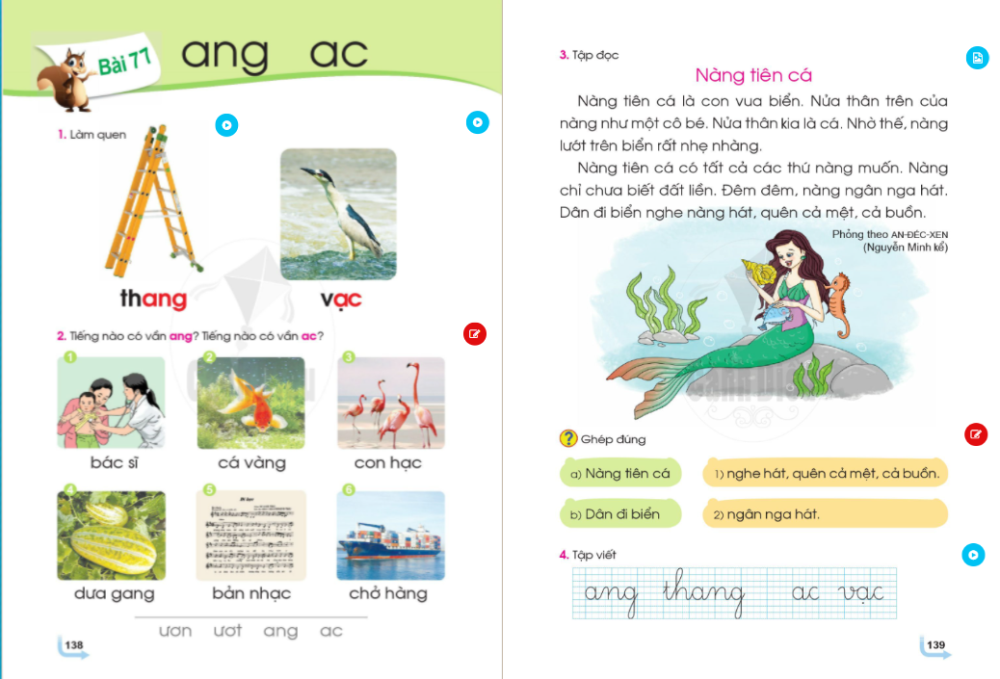 Bài 77
ang ac
1. Làm quen
thang vạc
2. Tiếng nào có vần ang? Tiếng nào có vần ac?
1 2 3
bác sĩ cá vàng con hạc
4 5 6
dưa gang bản nhạc chở hàng
ươn ươt ang ac
138
3. Tập đọc
Nàng tiên cá
Nàng tiên cá là con vua biển. Nửa thân trên của
nàng như một cô bé. Nửa thân kia là cá. Nhờ thế, nàng
lướt trên biển rất nhẹ nhàng.
Nàng tiên cá có tất cả các thứ nàng muốn. Nàng
chỉ chưa biết đất liền. Đêm đêm, nàng ngân nga hát.
Dân đi biển nghe nàng hát, quên cả mệt, cả buồn.
Phỏng theo AN-ĐÉC-XEN
(Nguyễn Minh kể)
? Ghép đúng
a) Nàng tiên cá 1) nghe hát, quên cả mệt, cả buồn.
b) Dân đi biển 2) ngân nga hát.
4. Tập viết
ang thang ac vạc
139